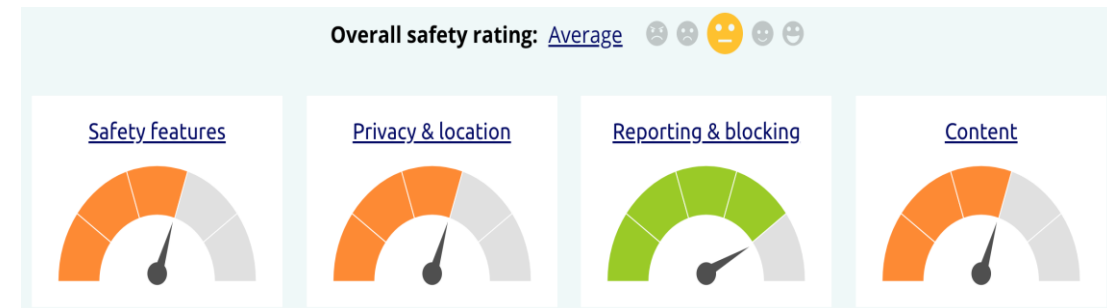 Overall safety rating: Average
Safety features
Privacy & location
Reporting & blocking
Content